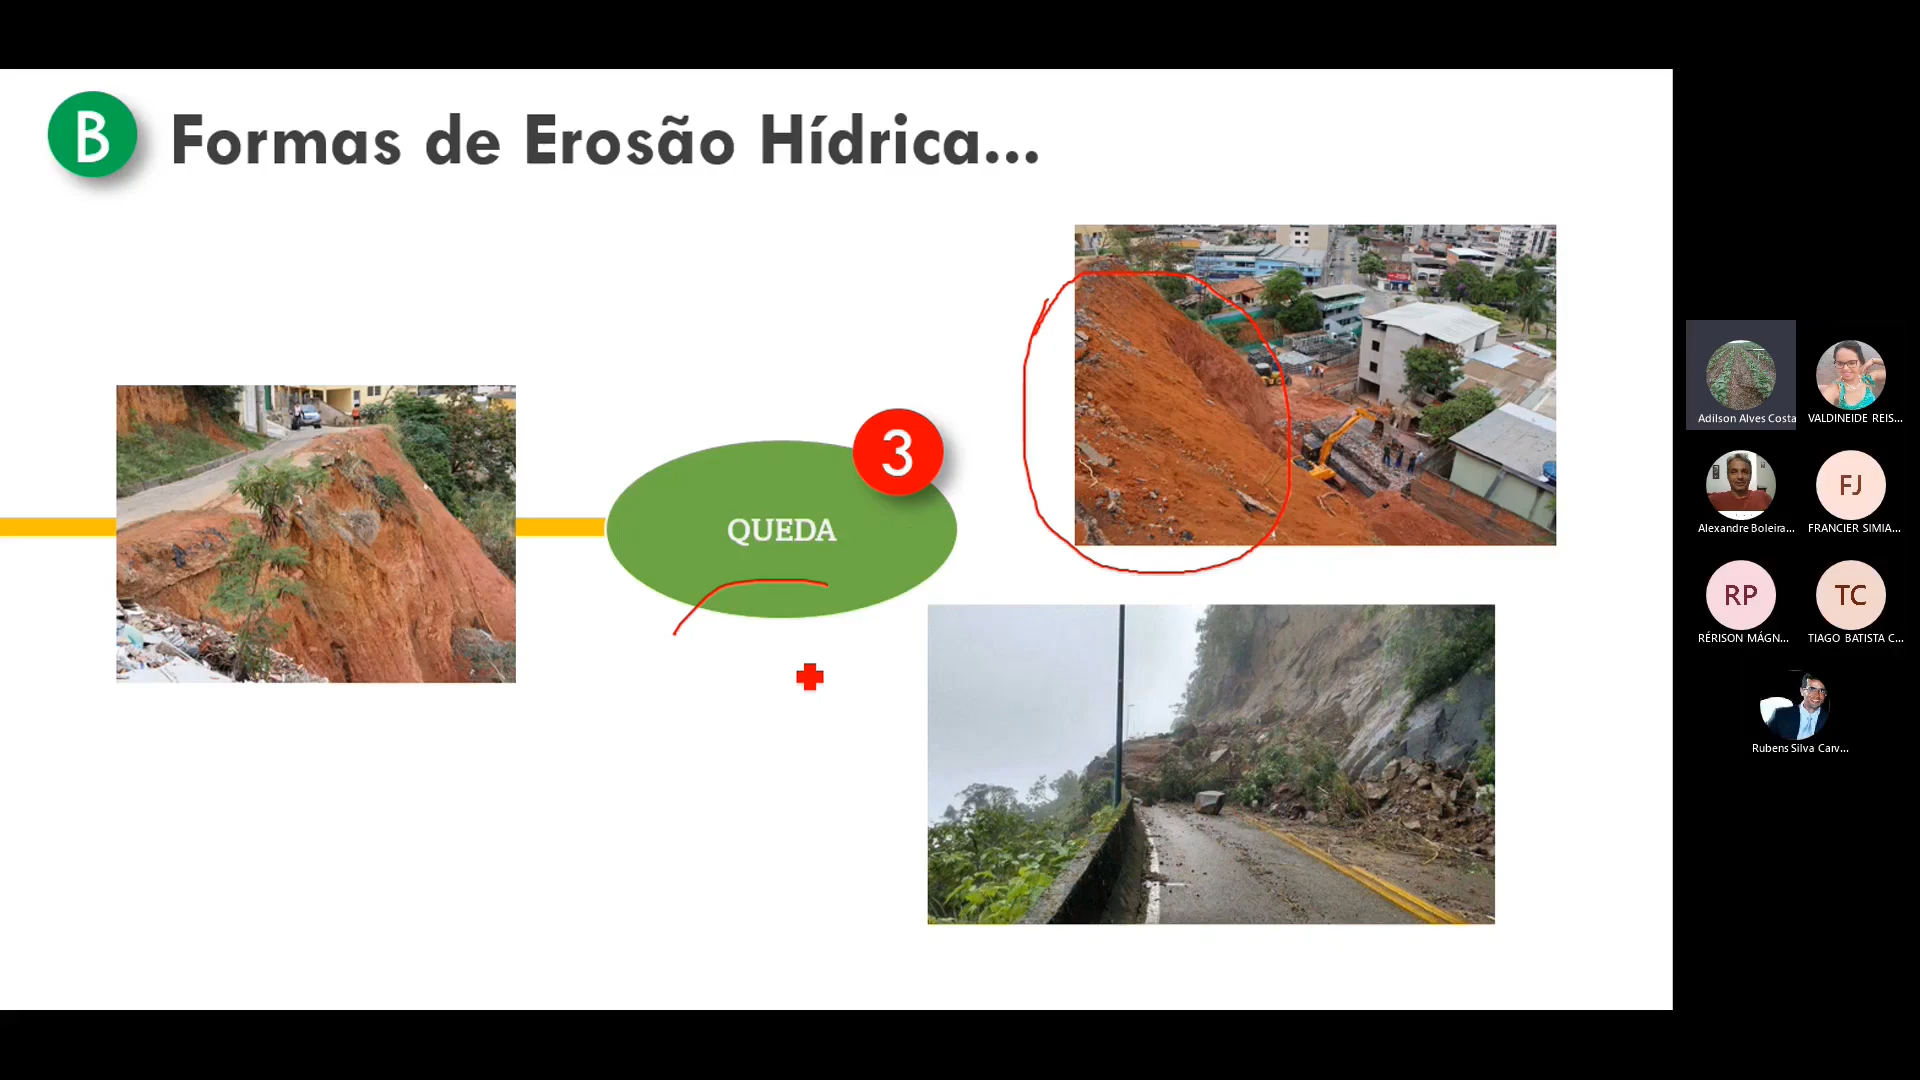 B
Formas de Erosão Hídrica...
3
QUEDA
Adilson Alves Costa
VALDINEIDE REIS...
Alexandre Boleira...
FJ
FRANCIER SIMIA...
RP
RÉRISON MÁGN...
TC
TIAGO BATISTA C...
Rubens Silva Carv...